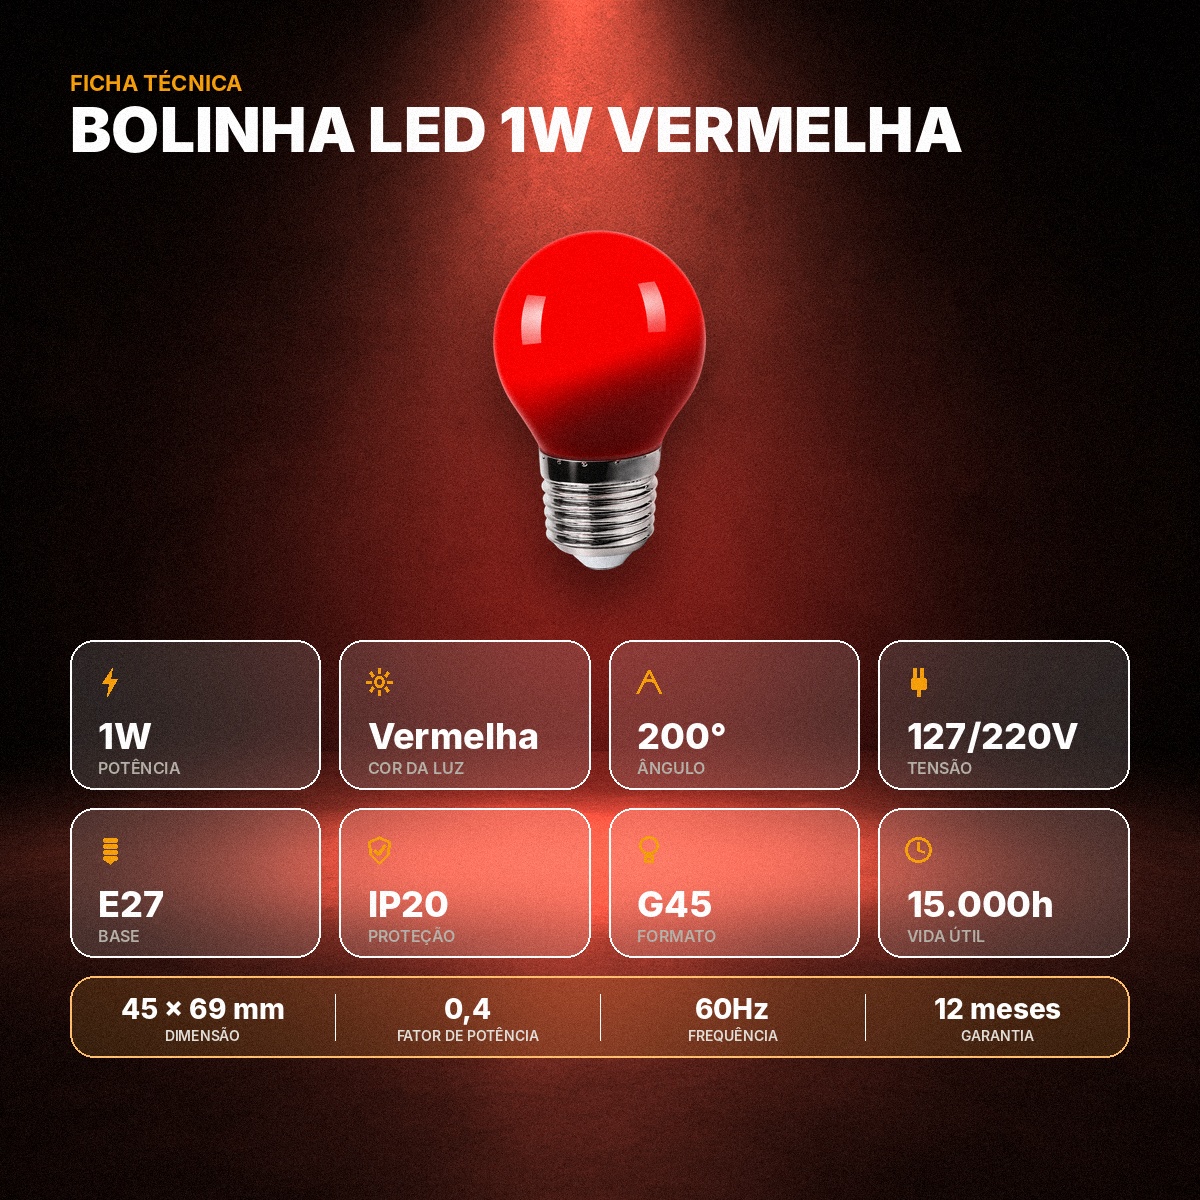 FICHA TÉCNICA
BOLINHA LED 1W VERMELHA
1W
POTÊNCIA
Vermelha
COR DA LUZ
200°
ÂNGULO
127/220V
TENSÃO
E27
BASE
IP20
PROTEÇÃO
G45
FORMATO
15.000h
VIDA ÚTIL
45 × 69 mm
DIMENSÃO
0,4
FATOR DE POTÊNCIA
60Hz
FREQUÊNCIA
12 meses
GARANTIA